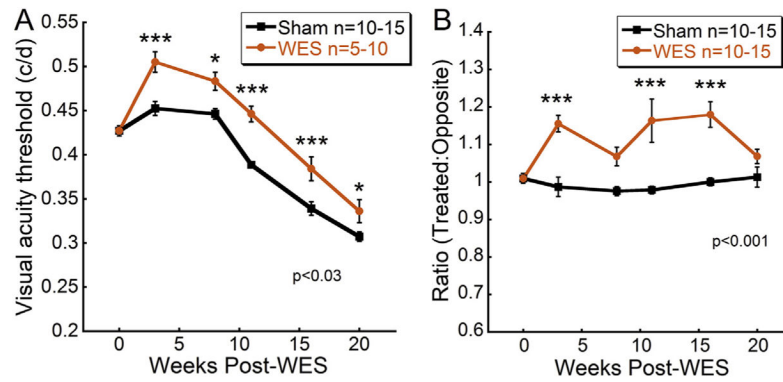 A
Sham n=10-15
WES n=5-10
Visual acuity threshold (c/d)
0.55
0.5
0.45
0.4
0.35
0.3
0.25
0.2
***
*
***
***
*
p<0.03
0 5 10 15 20
Weeks Post-WES
B
Sham n=10-15
WES n=10-15
Ratio (Treated:Opposite)
1.4
1.3
1.2
1.1
1
0.9
0.8
0.7
0.6
***
***
***
p<0.001
0 5 10 15 20
Weeks Post-WES